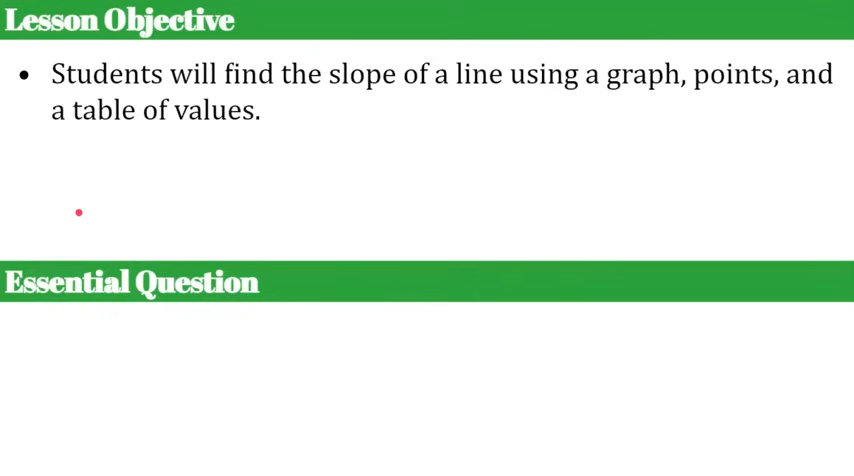 Lesson Objective
• Students will find the slope of a line using a graph, points, and
a table of values.
Essential Question